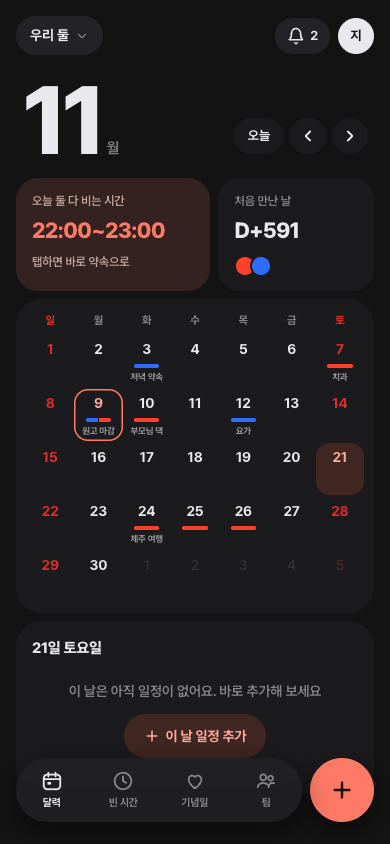 우리 둘
2
지
11 월
오늘
오늘 둘 다 비는 시간
22:00~23:00
탭하면 바로 약속으로
처음 만난 날
D+591
일 월 화 수 목 금 토
1 2 3 4 5 6 7
저녁 약속 치과
8 9 10 11 12 13 14
원고 마감 부모님 댁 요가
15 16 17 18 19 20 21
22 23 24 25 26 27 28
제주 여행
29 30 1 2 3 4 5
21일 토요일
이 날은 아직 일정이 없어요. 바로 추가해 보세요
+ 이 날 일정 추가
달력 빈 시간 기념일 팀
+